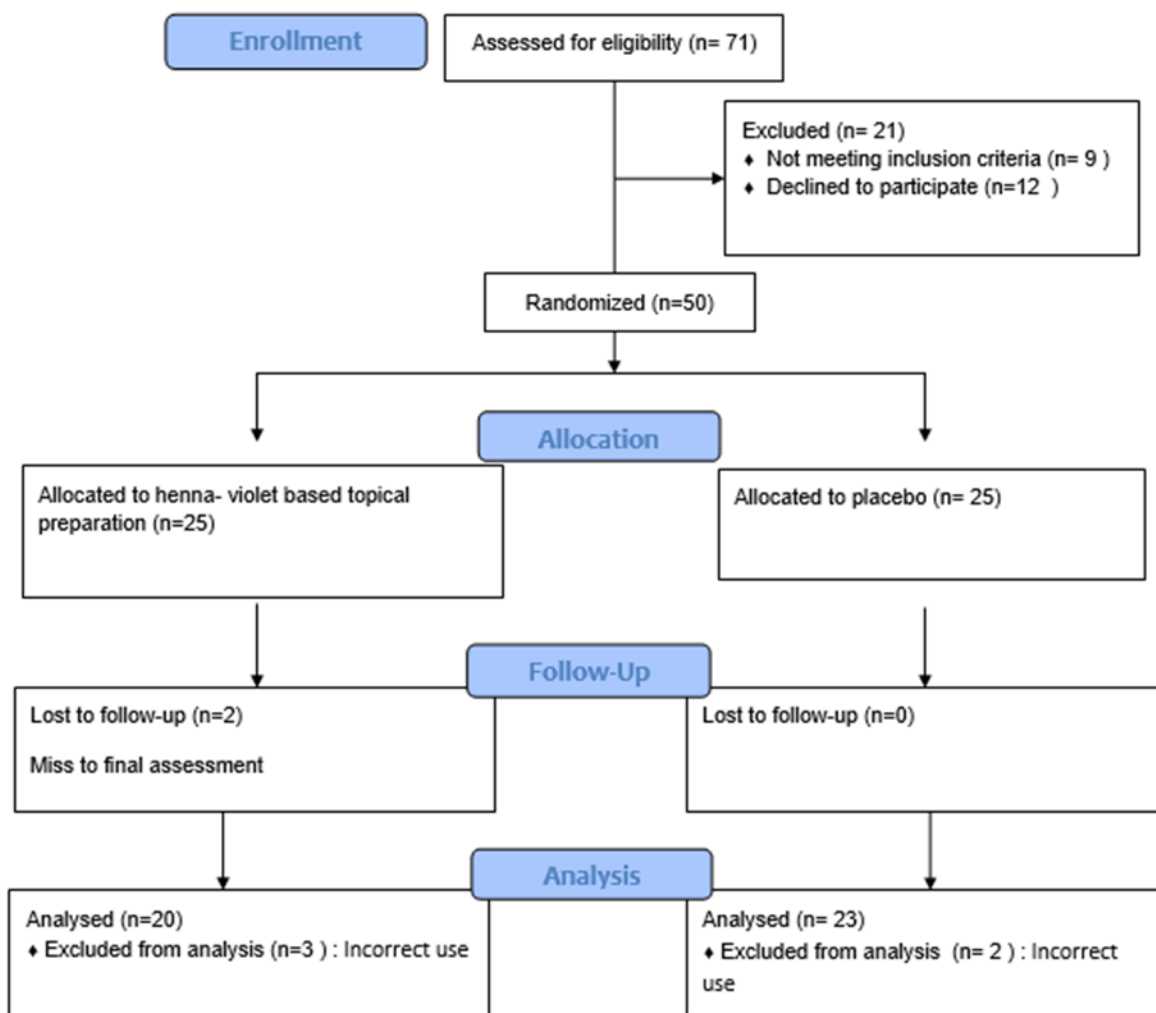 Enrollment
Assessed for eligibility (n= 71)
Excluded (n= 21)
♦ Not meeting inclusion criteria (n= 9 )
♦ Declined to participate (n=12 )
Randomized (n=50)
Allocation
Allocated to henna- violet based topical
preparation (n=25)
Allocated to placebo (n= 25)
Follow-Up
Lost to follow-up (n=2)
Miss to final assessment
Lost to follow-up (n=0)
Analysis
Analysed (n=20)
♦ Excluded from analysis (n=3 ) : Incorrect use
Analysed (n= 23)
♦ Excluded from analysis (n= 2 ) : Incorrect
use